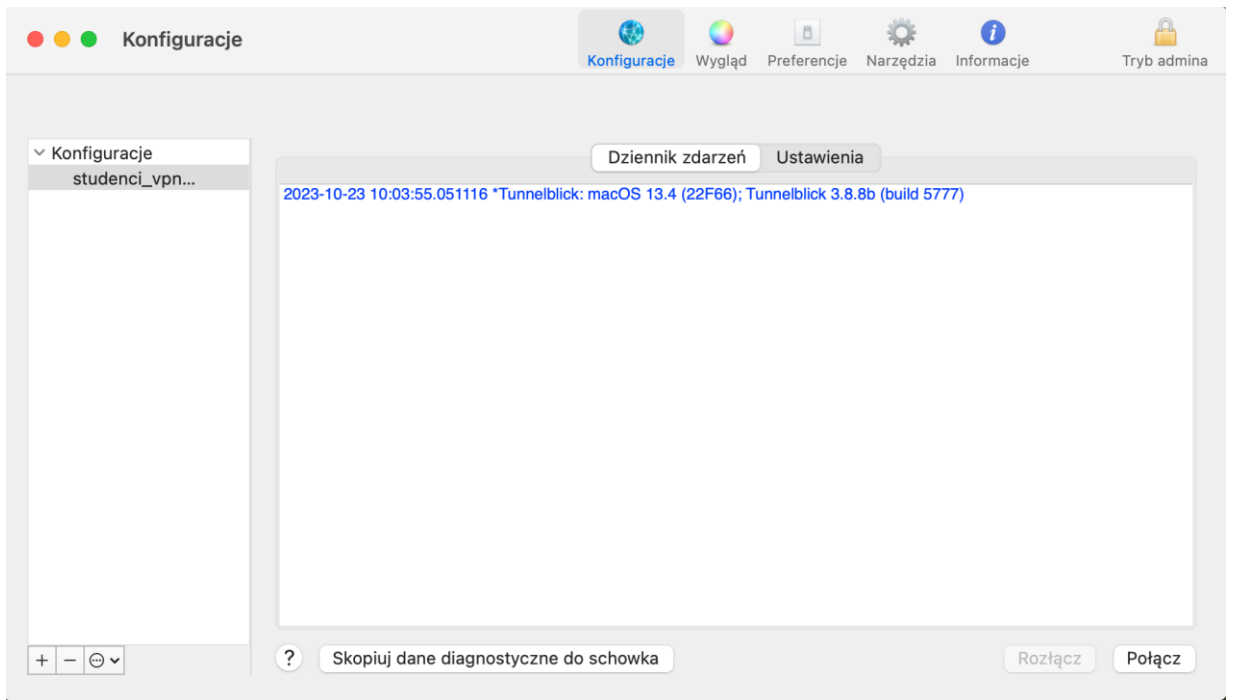 Konfiguracje
Konfiguracje Wygląd Preferencje Narzędzia Informacje Tryb admina
Konfiguracje
studenci_vpn...
Dziennik zdarzeń Ustawienia
2023-10-23 10:03:55.051116 *Tunnelblick: macOS 13.4 (22F66); Tunnelblick 3.8.8b (build 5777)
? Skopiuj dane diagnostyczne do schowka Rozłącz Połącz